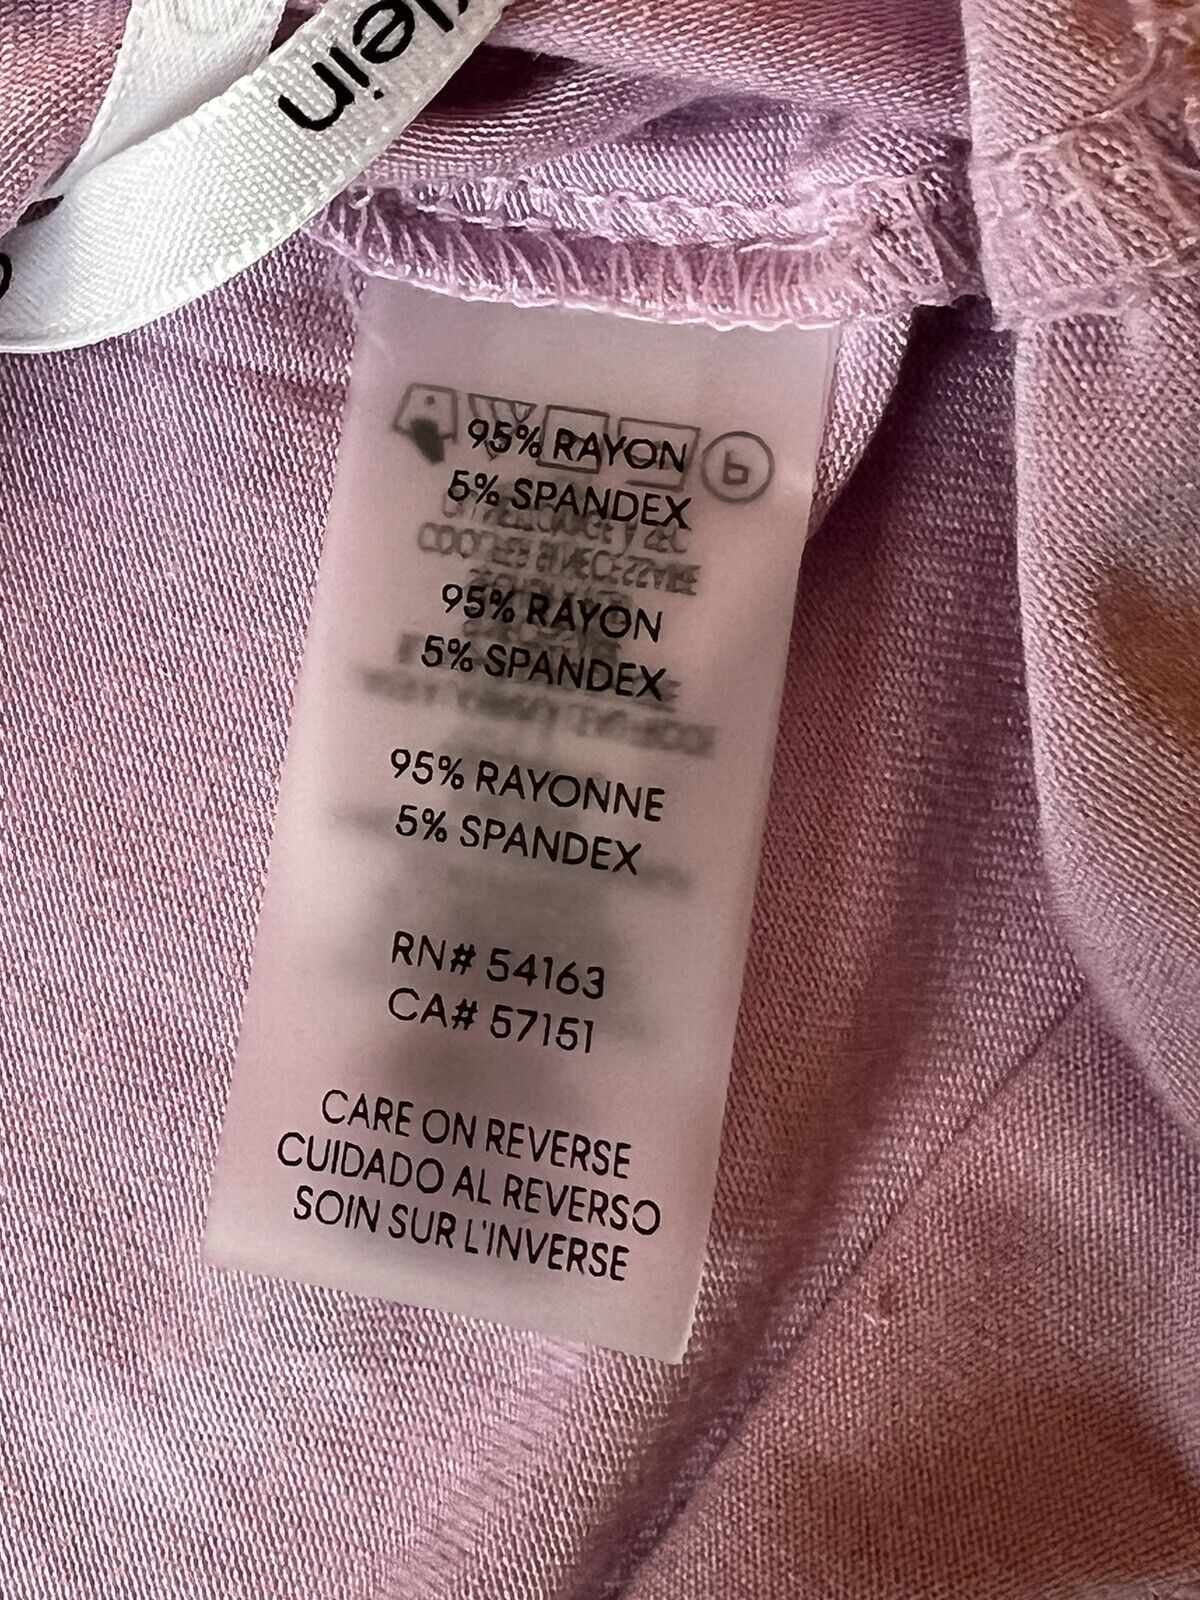 klein
95% RAYON
5% SPANDEX
95% RAYON
5% SPANDEX
95% RAYONNE
5% SPANDEX
RN# 54163
CA# 57151
CARE ON REVERSE
CUIDADO AL REVERSO
SOIN SUR L'INVERSE